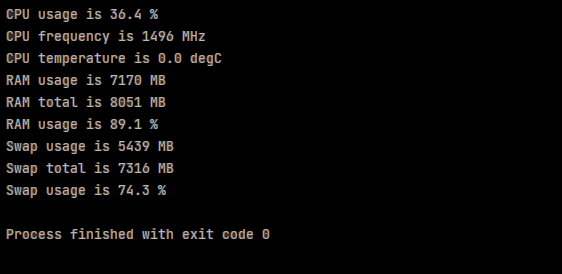 CPU usage is 36.4 %
CPU frequency is 1496 MHz
CPU temperature is 0.0 degC
RAM usage is 7170 MB
RAM total is 8051 MB
RAM usage is 89.1 %
Swap usage is 5439 MB
Swap total is 7316 MB
Swap usage is 74.3 %
Process finished with exit code 0